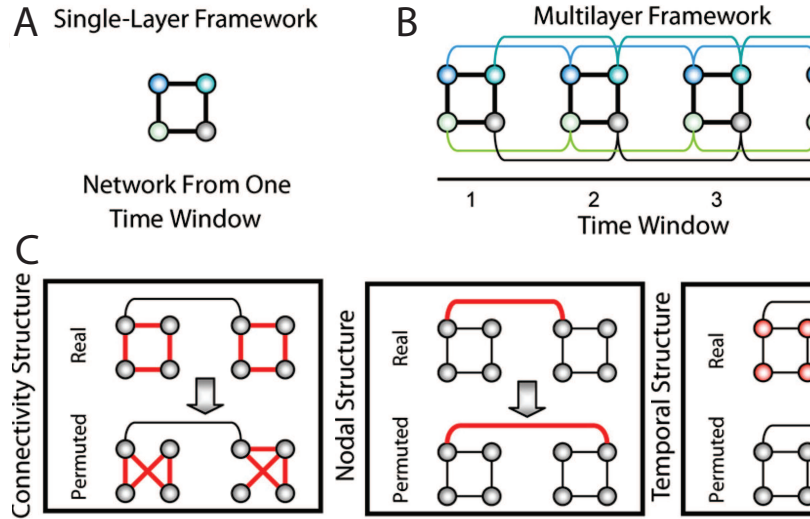 A
Single-Layer Framework
Network From One
Time Window
B
Multilayer Framework
1
2
3
Time Window
C
Connectivity Structure
Real
Permuted
Nodal Structure
Real
Permuted
Temporal Structure
Real
Permuted